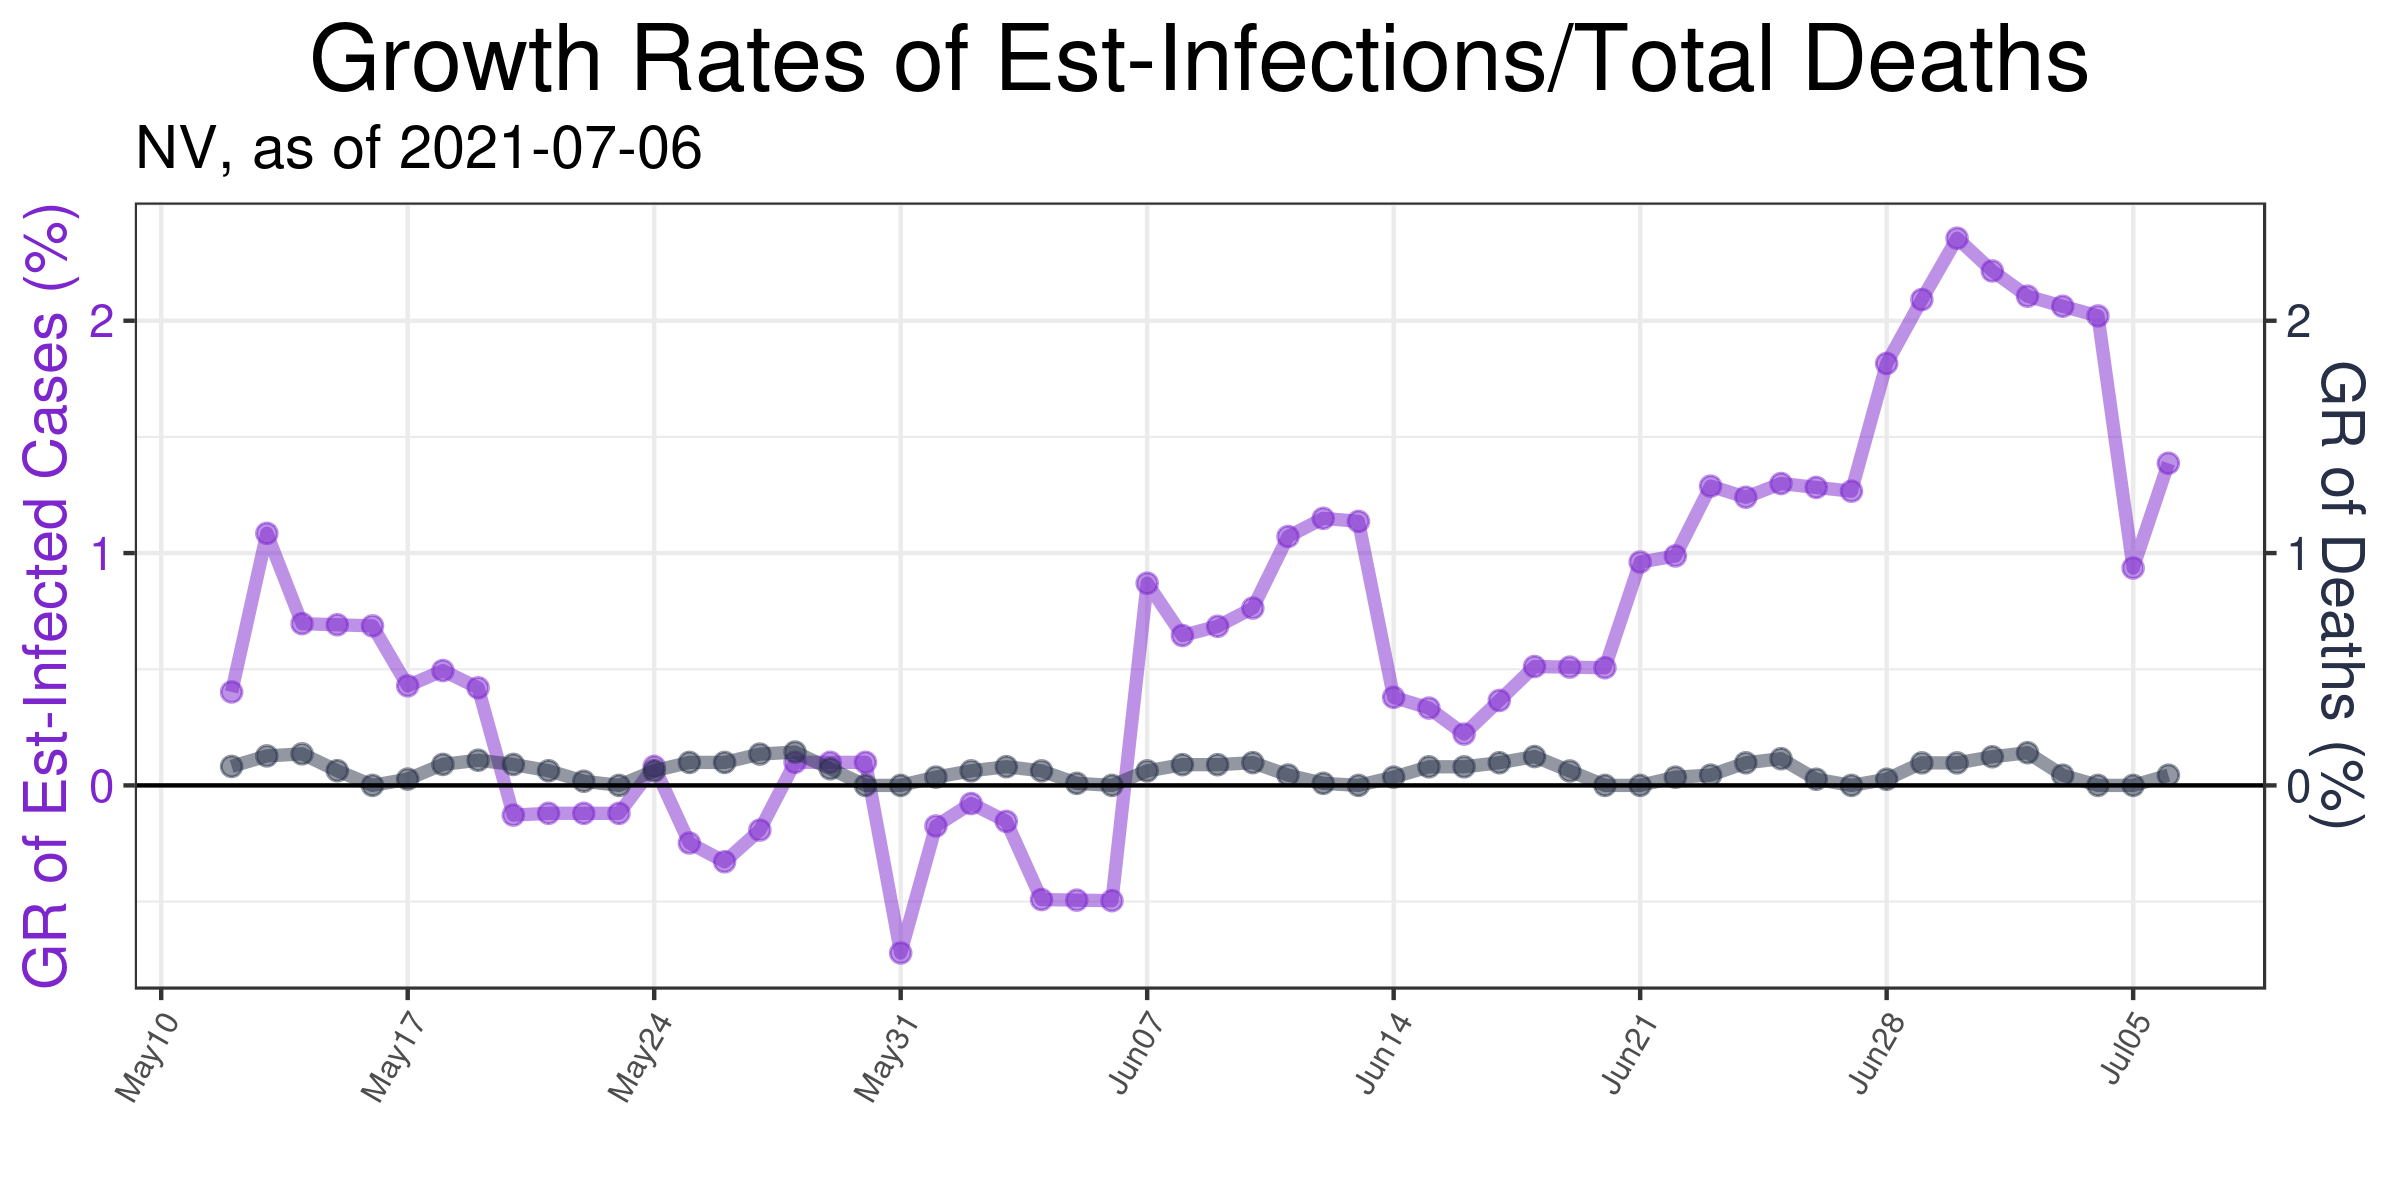 Growth Rates of Est-Infections/Total Deaths
NV, as of 2021-07-06
GR of Est-Infected Cases (%)
2
1
0
2
1
0
GR of Deaths (%)
May10
May17
May24
May31
Jun07
Jun14
Jun21
Jun28
Jul05